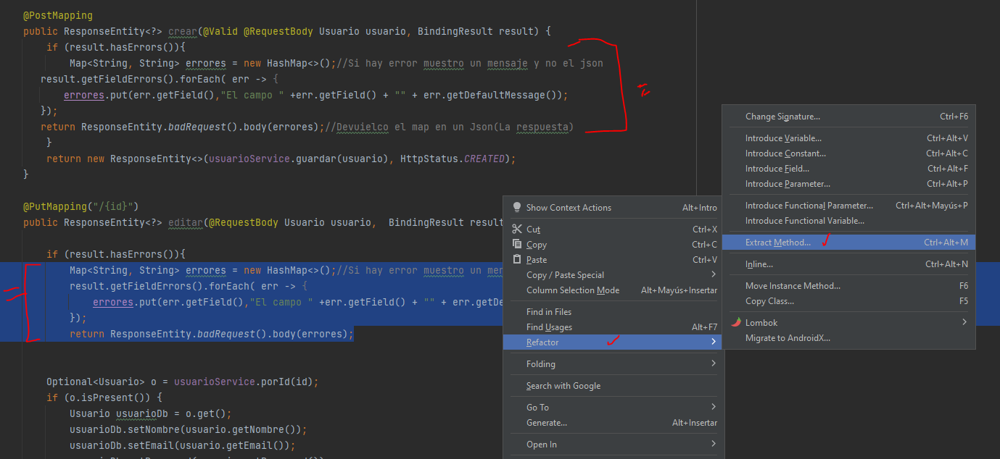 @PostMapping
public ResponseEntity<?> crear(@Valid @RequestBody Usuario usuario, BindingResult result) {
if (result.hasErrors()){
Map<String, String> errores = new HashMap<>();//Si hay error muestro un mensaje y no el json
result.getFieldErrors().forEach( err -> {
errores.put(err.getField(),"El campo " +err.getField() + "" + err.getDefaultMessage());
});
return ResponseEntity.badRequest().body(errores);//Devuielco el map en un Json(La respuesta)
}
return new ResponseEntity<>(usuarioService.guardar(usuario), HttpStatus.CREATED);
}
@PutMapping("/{id}")
public ResponseEntity<?> editar(@RequestBody Usuario usuario, BindingResult result
if (result.hasErrors()){
Map<String, String> errores = new HashMap<>();//Si hay error muestro un men
result.getFieldErrors().forEach( err -> {
errores.put(err.getField(),"El campo " +err.getField() + "" + err.getDe
});
return ResponseEntity.badRequest().body(errores);
Optional<Usuario> o = usuarioService.porId(id);
if (o.isPresent()) {
Usuario usuarioDb = o.get();
usuarioDb.setNombre(usuario.getNombre());
usuarioDb.setEmail(usuario.getEmail());
Show Context Actions Alt+Intro
Cut Ctrl+X
Copy Ctrl+C
Paste Ctrl+V
Copy / Paste Special
Column Selection Mode Alt+Mayús+Insertar
Find in Files
Find Usages Alt+F7
Refactor
Folding
Search with Google
Go To
Generate... Alt+Insertar
Open In
Change Signature... Ctrl+F6
Introduce Variable... Ctrl+Alt+V
Introduce Constant... Ctrl+Alt+C
Introduce Field... Ctrl+Alt+F
Introduce Parameter... Ctrl+Alt+P
Introduce Functional Parameter... Ctrl+Alt+Mayús+P
Introduce Functional Variable...
Extract Method... Ctrl+Alt+M
Inline... Ctrl+Alt+N
Move Instance Method... F6
Copy Class... F5
Lombok
Migrate to AndroidX...